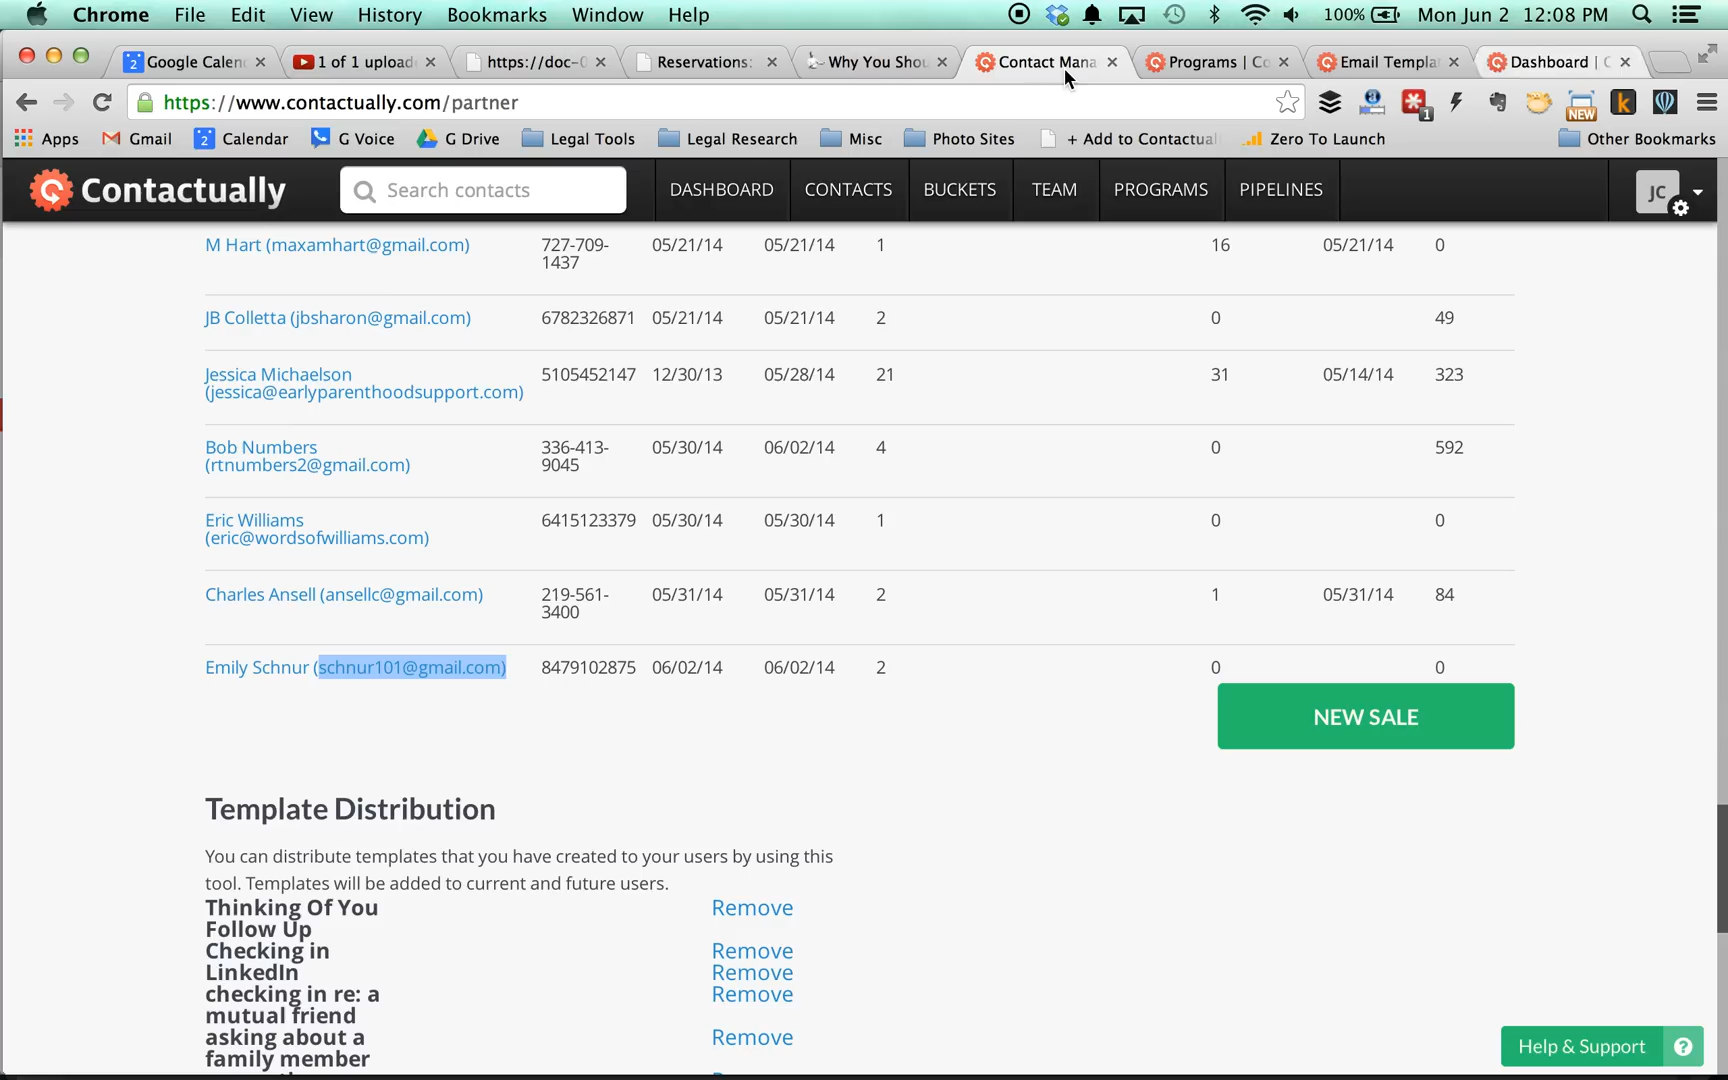 Chrome File Edit View History Bookmarks Window Help 100% Mon Jun 2 12:08 PM
2 Google Calen 1 of 1 upload https://doc-0 Reservations: Why You Shou Contact Mana Programs | Co Email Templa Dashboard | C
https://www.contactually.com/partner 1 NEW k
Apps Gmail 2 Calendar G Voice G Drive Legal Tools Legal Research Misc Photo Sites + Add to Contactual Zero To Launch Other Bookmarks
Contactually Search contacts DASHBOARD CONTACTS BUCKETS TEAM PROGRAMS PIPELINES JC
M Hart (maxamhart@gmail.com) 727-709- 05/21/14 05/21/14 1 16 05/21/14 0
1437
JB Colletta (jbsharon@gmail.com) 6782326871 05/21/14 05/21/14 2 0 49
Jessica Michaelson 5105452147 12/30/13 05/28/14 21 31 05/14/14 323
(jessica@earlyparenthoodsupport.com)
Bob Numbers 336-413- 05/30/14 06/02/14 4 0 592
(rtnumbers2@gmail.com) 9045
Eric Williams 6415123379 05/30/14 05/30/14 1 0 0
(eric@wordsofwilliams.com)
Charles Ansell (ansellc@gmail.com) 219-561- 05/31/14 05/31/14 2 1 05/31/14 84
3400
Emily Schnur (schnur101@gmail.com) 8479102875 06/02/14 06/02/14 2 0 0
NEW SALE
Template Distribution
You can distribute templates that you have created to your users by using this
tool. Templates will be added to current and future users.
Thinking Of You Remove
Follow Up
Checking in Remove
LinkedIn Remove
checking in re: a Remove
mutual friend
asking about a Remove
family member
Help & Support ?